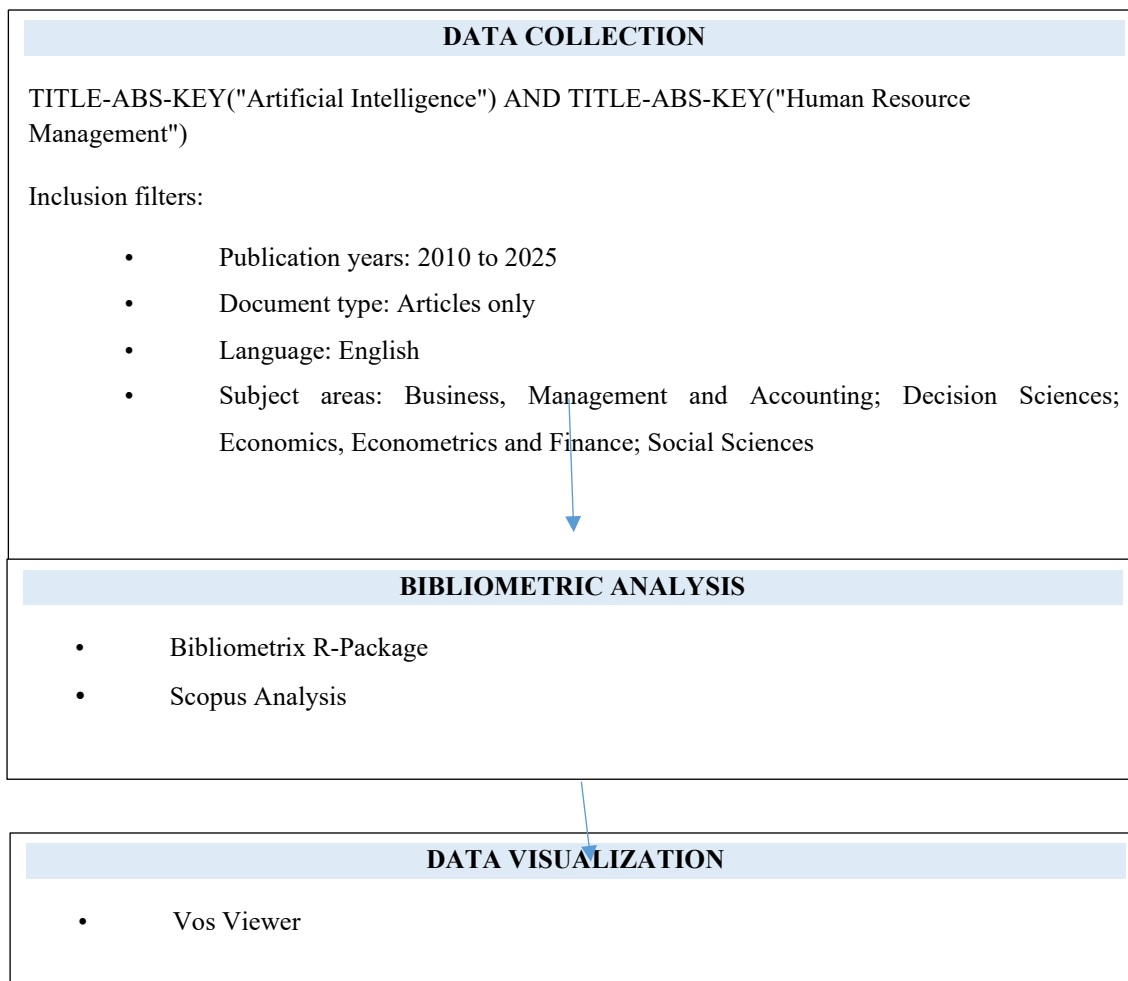 DATA COLLECTION
TITLE-ABS-KEY("Artificial Intelligence") AND TITLE-ABS-KEY("Human Resource
Management")
Inclusion filters:
• Publication years: 2010 to 2025
• Document type: Articles only
• Language: English
• Subject areas: Business, Management and Accounting; Decision Sciences;
Economics, Econometrics and Finance; Social Sciences
BIBLIOMETRIC ANALYSIS
• Bibliometrix R-Package
• Scopus Analysis
DATA VISUALIZATION
• Vos Viewer